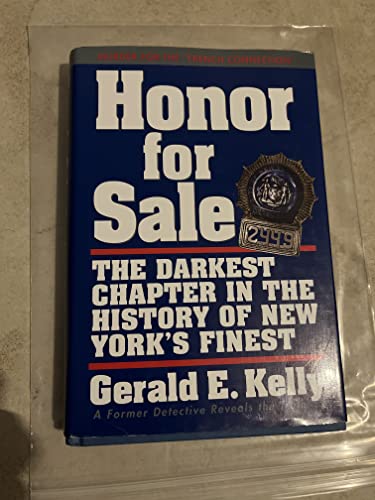 Honor
for
Sale
2449
THE DARKEST
CHAPTER IN THE
HISTORY OF NEW
YORK'S FINEST
Gerald E. Kelly
A Former Detective Reveals the